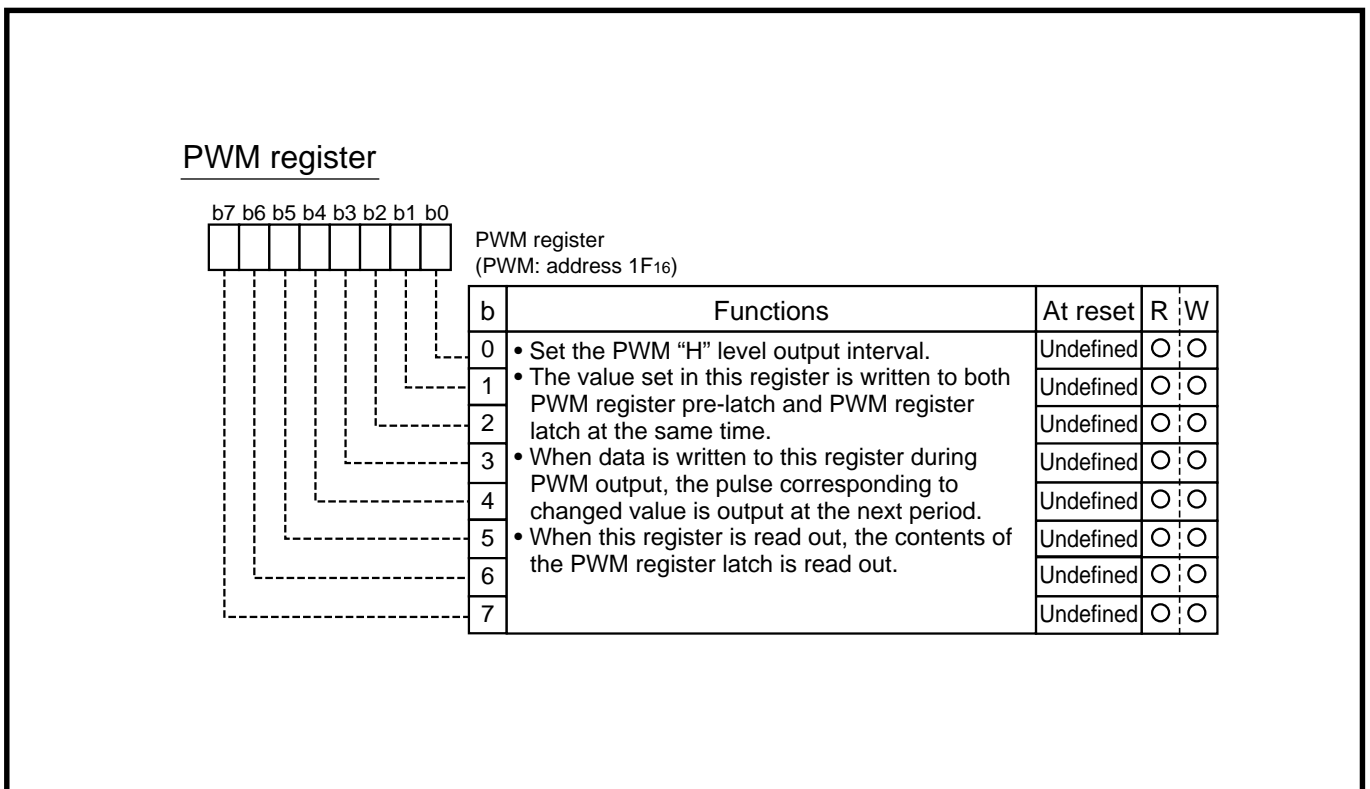 PWM register
b7 b6 b5 b4 b3 b2 b1 b0
PWM register
(PWM: address 1F16)
b Functions At reset R W
0 • Set the PWM “H” level output interval. Undefined O O
1 • The value set in this register is written to both Undefined O O
PWM register pre-latch and PWM register
2 latch at the same time. Undefined O O
3 • When data is written to this register during Undefined O O
PWM output, the pulse corresponding to
4 changed value is output at the next period. Undefined O O
5 • When this register is read out, the contents of Undefined O O
the PWM register latch is read out.
6 Undefined O O
7 Undefined O O